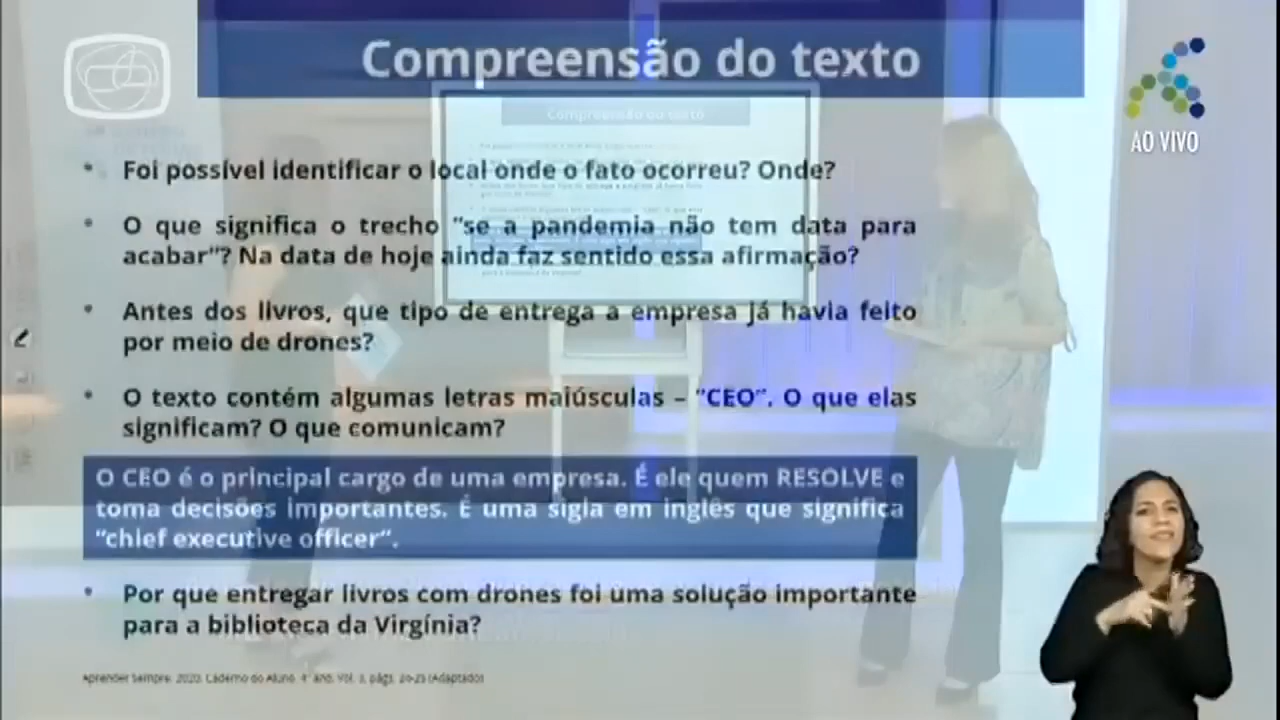 Compreensão do texto
AO VIVO
Compreensão do texto
• Foi possível identificar o local onde o fato ocorreu? Onde?
• O que significa o trecho “se a pandemia não tem data para
acabar”? Na data de hoje ainda faz sentido essa afirmação?
• Antes dos livros, que tipo de entrega a empresa já havia feito
por meio de drones?
• O texto contém algumas letras maiúsculas – “CEO”. O que elas
significam? O que comunicam?
O CEO é o principal cargo de uma empresa. É ele quem RESOLVE e
toma decisões importantes. É uma sigla em inglês que significa
“chief executive officer”.
• Por que entregar livros com drones foi uma solução importante
para a biblioteca da Virgínia?
Aprender Sempre, 2020. Caderno do Aluno, 4° ano, Vol. 3, págs. 24-25 (Adaptado)